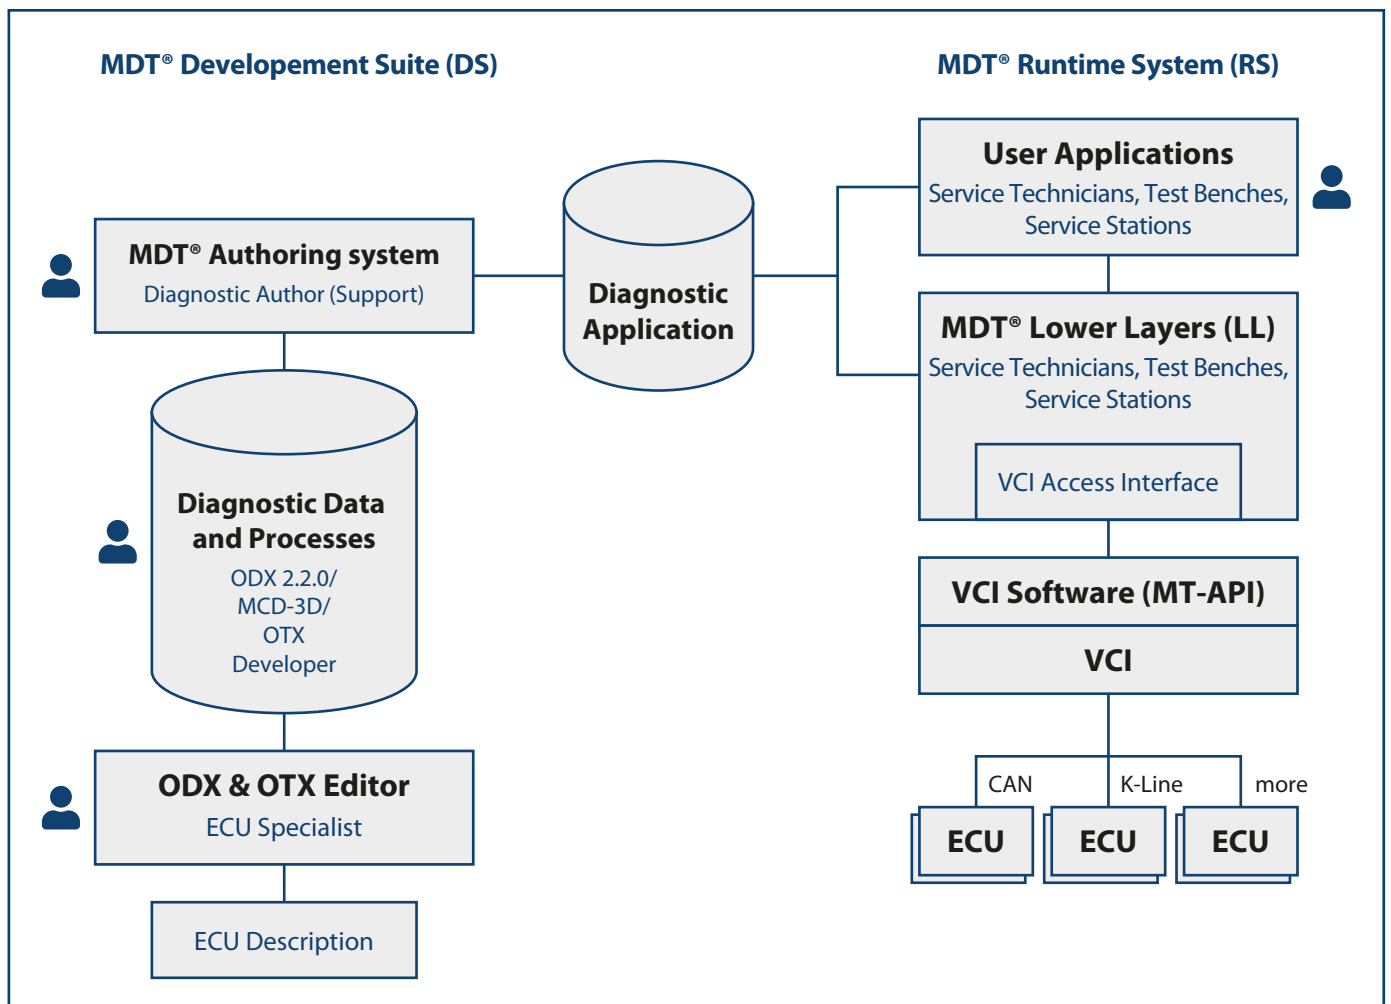 MDT® Developement Suite (DS)
MDT® Authoring system
Diagnostic Author (Support)
Diagnostic Data
and Processes
ODX 2.2.0/
MCD-3D/
OTX
Developer
ODX & OTX Editor
ECU Specialist
ECU Description
Diagnostic
Application
MDT® Runtime System (RS)
User Applications
Service Technicians, Test Benches,
Service Stations
MDT® Lower Layers (LL)
Service Technicians, Test Benches,
Service Stations
VCI Access Interface
VCI Software (MT-API)
VCI
CAN
K-Line
more
ECU
ECU
ECU